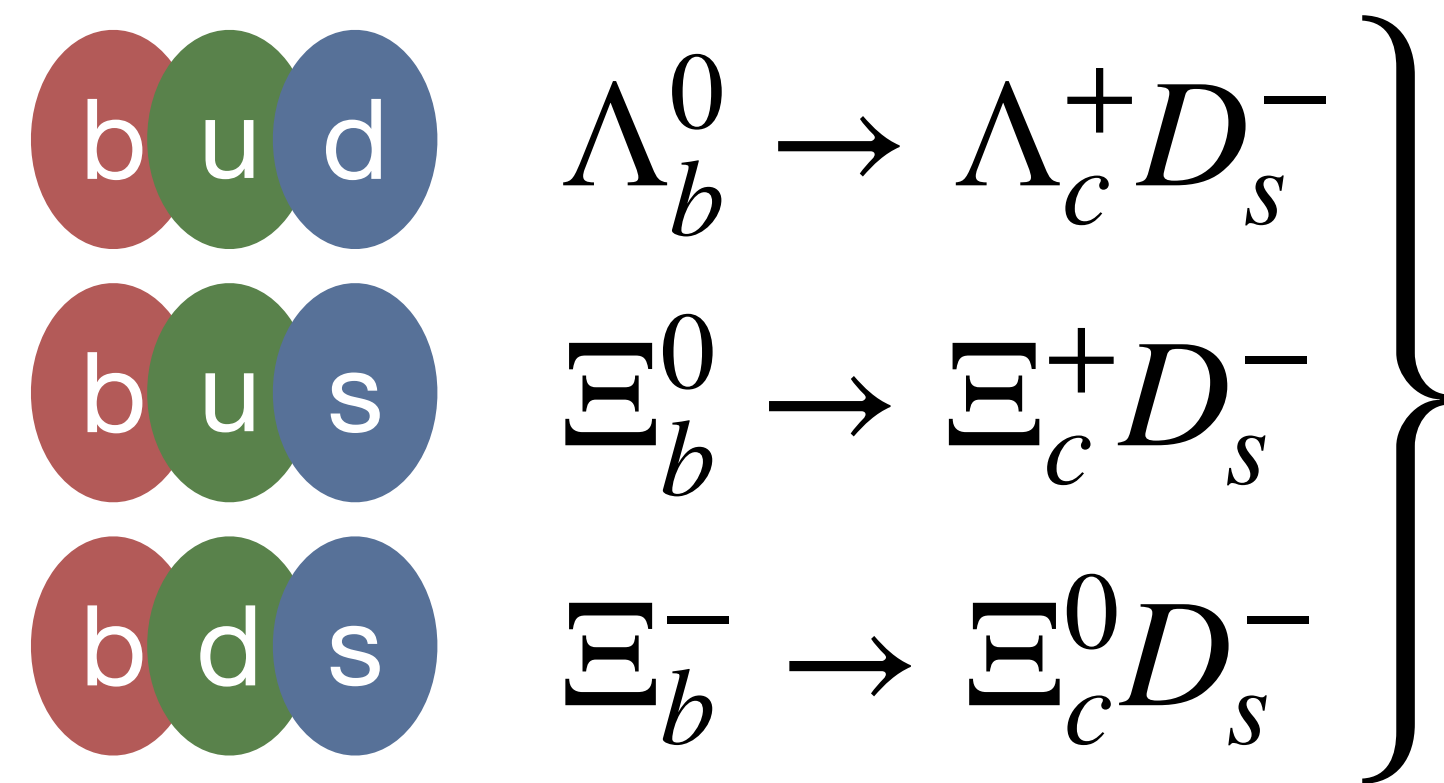 b u d Λ_b^0 → Λ_c^+ D_s^-
b u s Ξ_b^0 → Ξ_c^+ D_s^-
b d s Ξ_b^- → Ξ_c^0 D_s^-